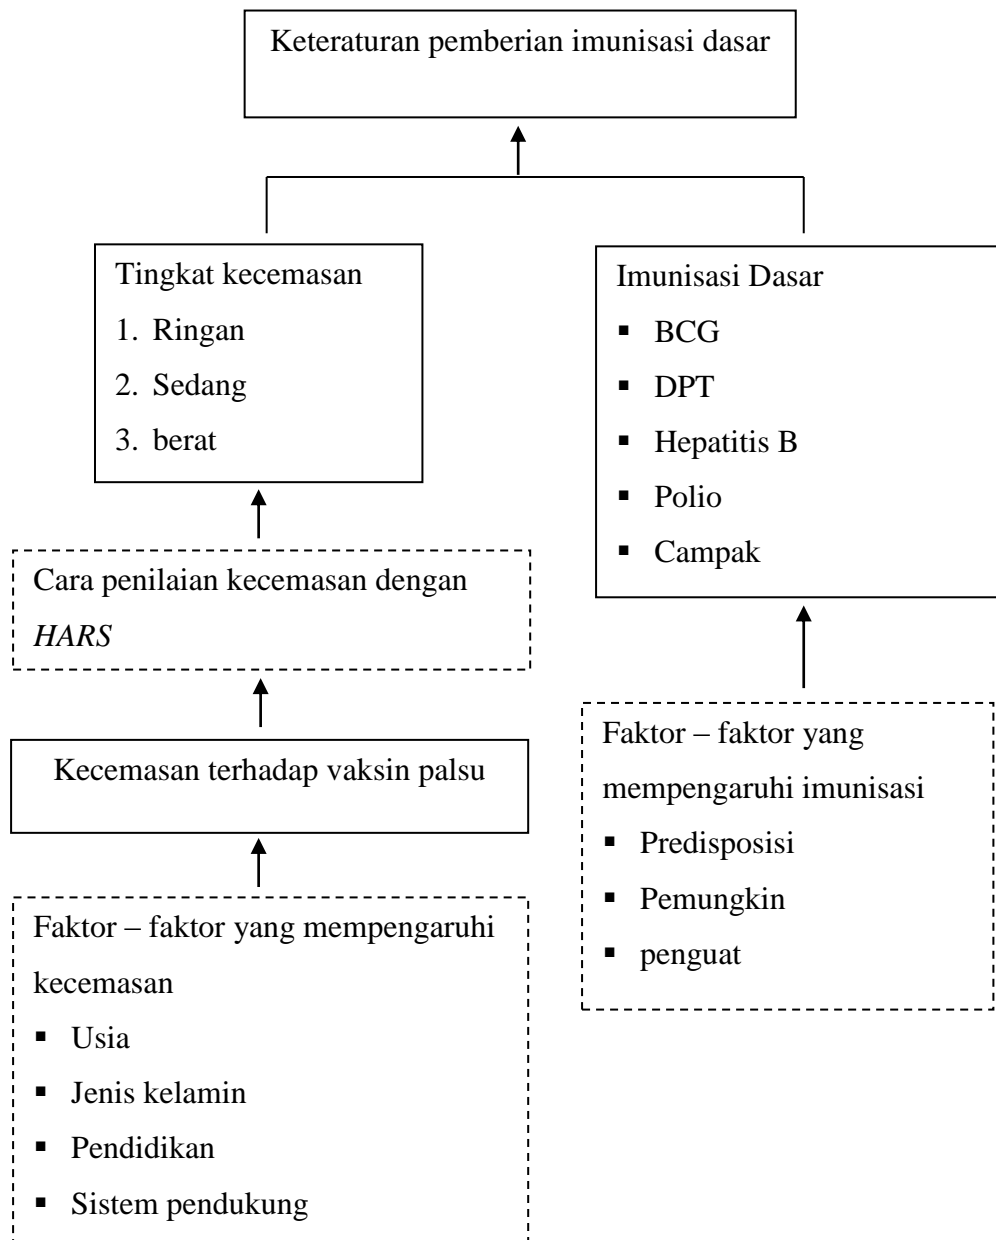 Keteraturan pemberian imunisasi dasar
Tingkat kecemasan
1. Ringan
2. Sedang
3. berat
Imunisasi Dasar
▪ BCG
▪ DPT
▪ Hepatitis B
▪ Polio
▪ Campak
Cara penilaian kecemasan dengan
HARS
Kecemasan terhadap vaksin palsu
Faktor – faktor yang
mempengaruhi imunisasi
▪ Predisposisi
▪ Pemungkin
▪ penguat
Faktor – faktor yang mempengaruhi
kecemasan
▪ Usia
▪ Jenis kelamin
▪ Pendidikan
▪ Sistem pendukung